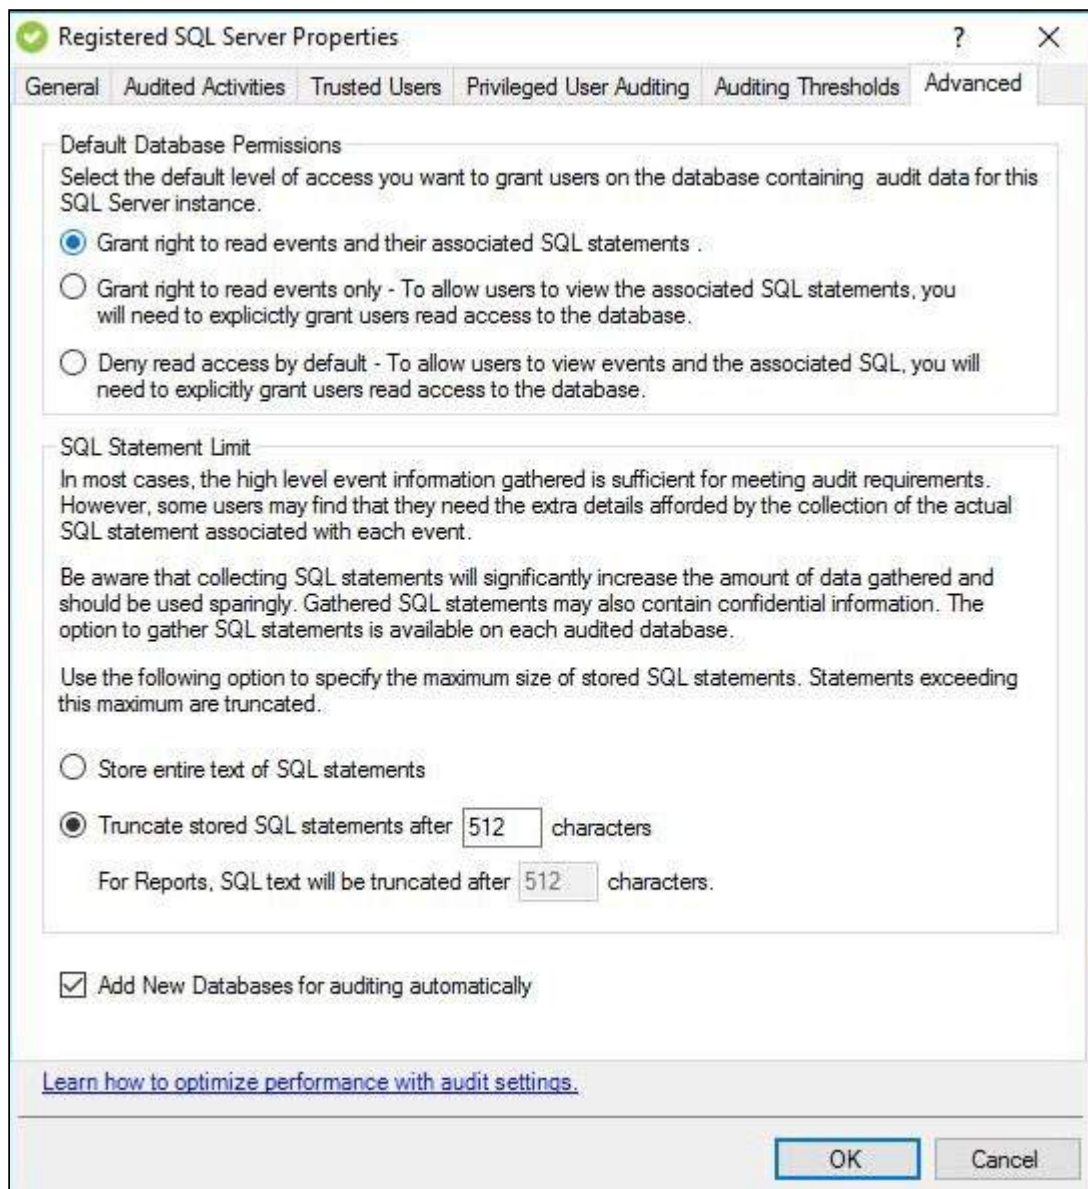 Registered SQL Server Properties
?
General Audited Activities Trusted Users Privileged User Auditing Auditing Thresholds Advanced
Default Database Permissions
Select the default level of access you want to grant users on the database containing audit data for this
SQL Server instance.
Grant right to read events and their associated SQL statements .
Grant right to read events only - To allow users to view the associated SQL statements, you
will need to explicictly grant users read access to the database.
Deny read access by default - To allow users to view events and the associated SQL, you will
need to explicitly grant users read access to the database.
SQL Statement Limit
In most cases, the high level event information gathered is sufficient for meeting audit requirements.
However, some users may find that they need the extra details afforded by the collection of the actual
SQL statement associated with each event.
Be aware that collecting SQL statements will significantly increase the amount of data gathered and
should be used sparingly. Gathered SQL statements may also contain confidential information. The
option to gather SQL statements is available on each audited database.
Use the following option to specify the maximum size of stored SQL statements. Statements exceeding
this maximum are truncated.
Store entire text of SQL statements
Truncate stored SQL statements after 512 characters
For Reports, SQL text will be truncated after 512 characters.
Add New Databases for auditing automatically
Learn how to optimize performance with audit settings.
OK Cancel